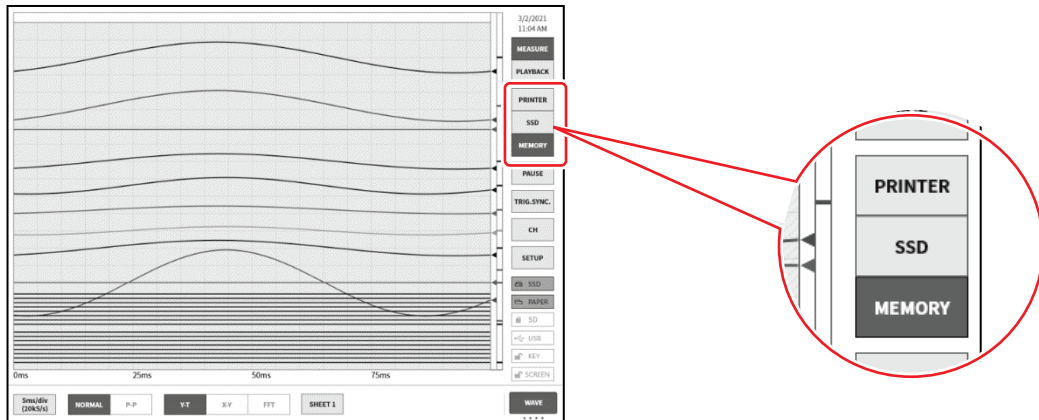 3/2/2021
11:04 AM
MEASURE
PLAYBACK
PRINTER
SSD
MEMORY
PAUSE
TRIG.SYNC.
CH
SETUP
SSD
PAPER
SD
USB
KEY
SCREEN
0ms 25ms 50ms 75ms
5ms/div
(20kS/s)
NORMAL P-P Y-T X-Y FFT SHEET 1 WAVE
PRINTER
SSD
MEMORY